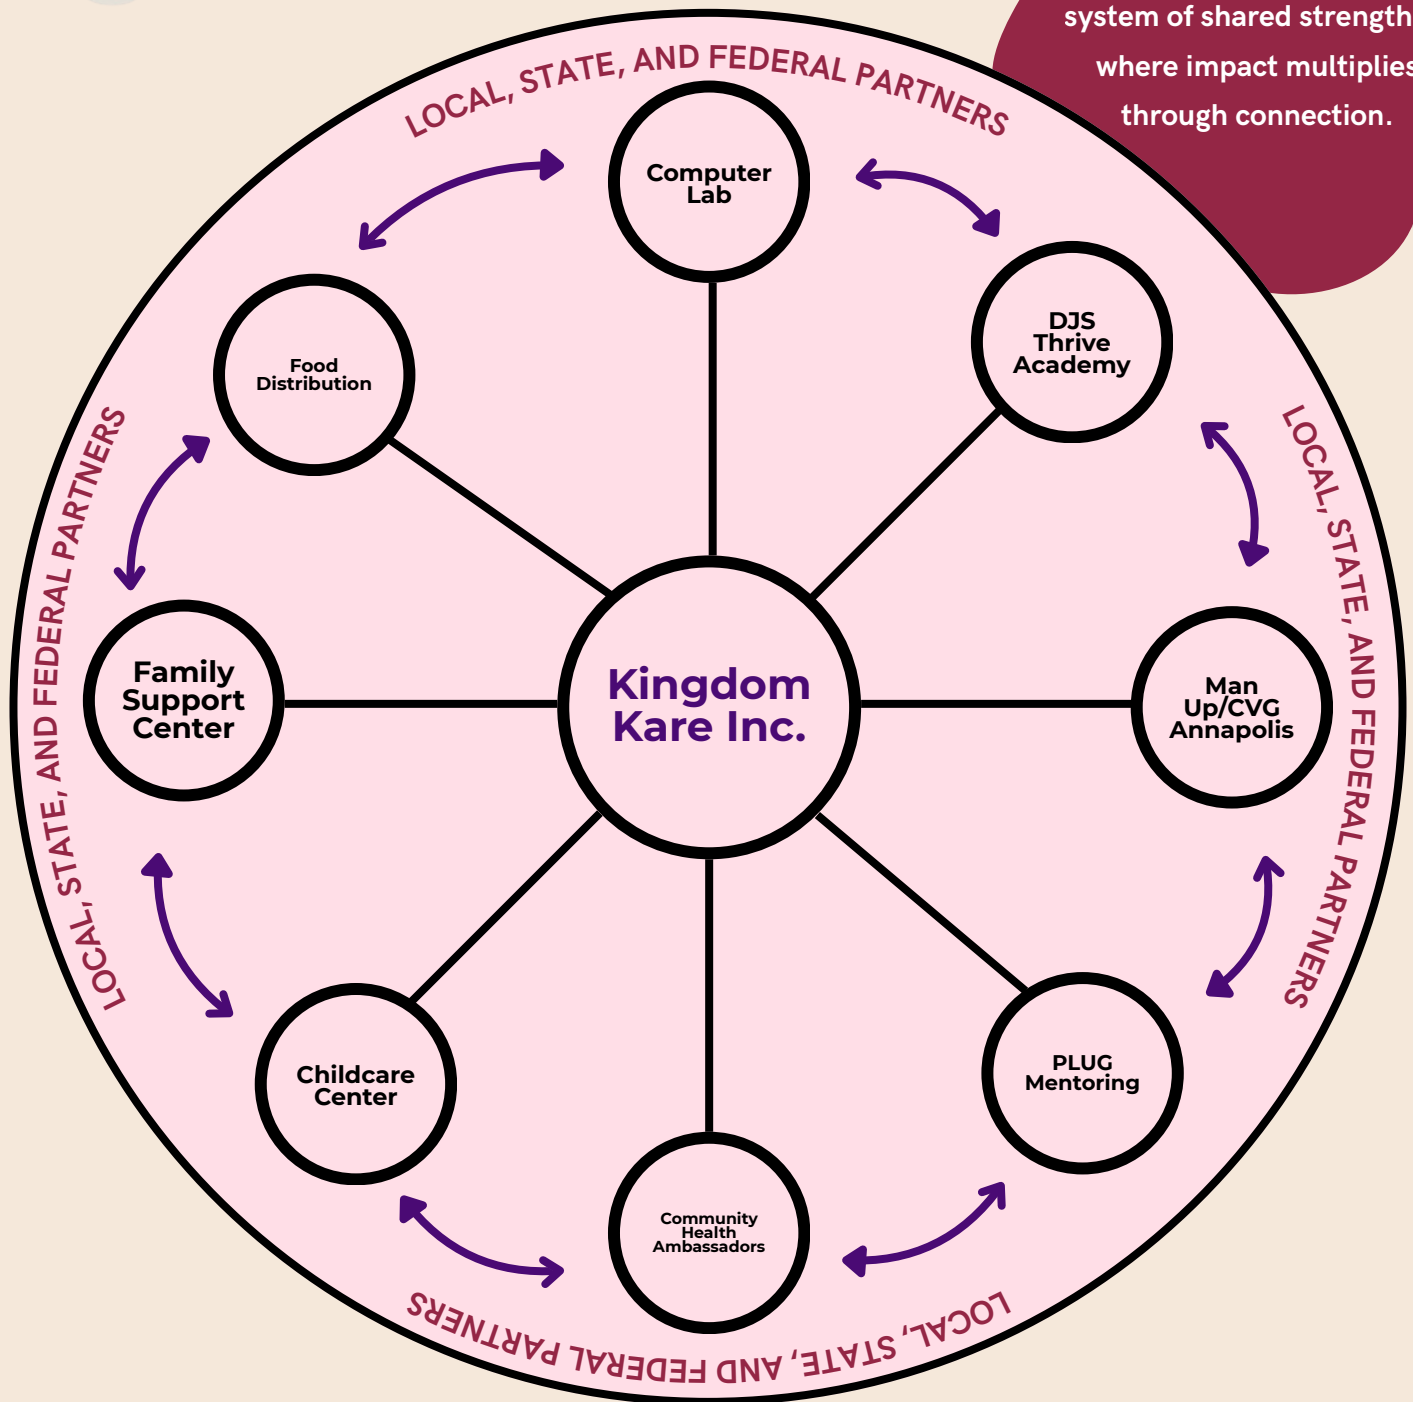 system of shared strength
where impact multiplies
through connection.
LOCAL, STATE, AND FEDERAL PARTNERS
Computer
Lab
DJS
Thrive
Academy
Food
Distribution
LOCAL, STATE, AND FEDERAL PARTNERS
LOCAL, STATE, AND FEDERAL PARTNERS
Family
Support
Center
Kingdom
Kare Inc.
Man
Up/CVG
Annapolis
Childcare
Center
PLUG
Mentoring
Community
Health
Ambassadors
LOCAL, STATE, AND FEDERAL PARTNERS